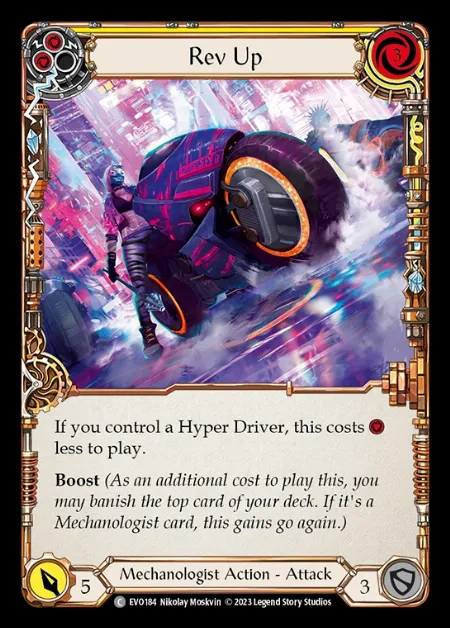 Rev Up
3
If you control a Hyper Driver, this costs
less to play.
Boost (As an additional cost to play this, you
may banish the top card of your deck. If it's a
Mechanologist card, this gains go again.)
5
Mechanologist Action - Attack
3
C EVO184 Nikolay Moskvin © 2023 Legend Story Studios